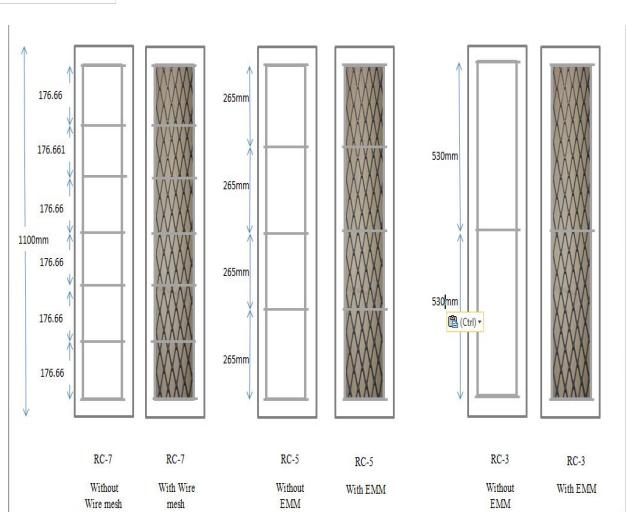 176.66
176.661
176.66
1100mm
176.66
176.66
176.66
265mm
265mm
265mm
265mm
530mm
530mm
(Ctrl)
RC-7
Without
Wire mesh
RC-7
With Wire
mesh
RC-5
Without
EMM
RC-5
With EMM
RC-3
Without
EMM
RC-3
With EMM